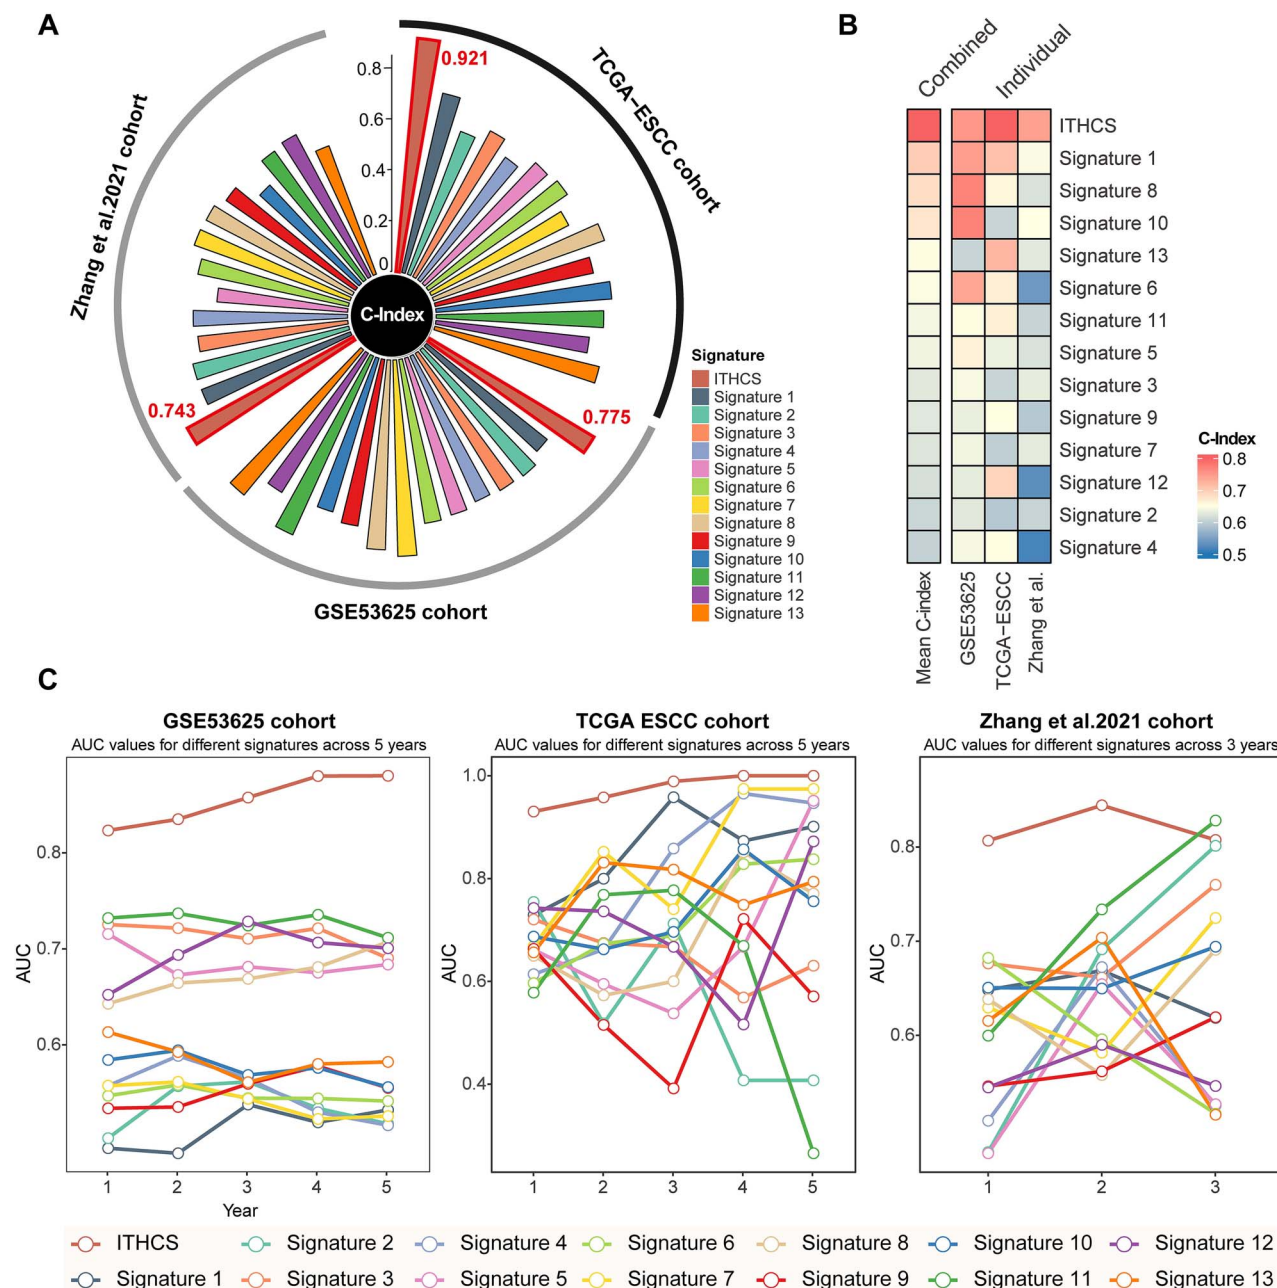 A
0.921
0.8
0.6
0.4
0.2
0
TCGA−ESCC cohort
Zhang et al.2021 cohort
C-Index
0.743
0.775
GSE53625 cohort
Signature
ITHCS
Signature 1
Signature 2
Signature 3
Signature 4
Signature 5
Signature 6
Signature 7
Signature 8
Signature 9
Signature 10
Signature 11
Signature 12
Signature 13
B
Combined
Individual
ITHCS
Signature 1
Signature 8
Signature 10
Signature 13
Signature 6
Signature 11
Signature 5
Signature 3
Signature 9
Signature 7
Signature 12
Signature 2
Signature 4
Mean C-index
GSE53625
TCGA−ESCC
Zhang et al.
C-Index
0.8
0.7
0.6
0.5
C
GSE53625 cohort
AUC values for different signatures across 5 years
AUC
0.8
0.7
0.6
1 2 3 4 5
Year
TCGA ESCC cohort
AUC values for different signatures across 5 years
AUC
1.0
0.8
0.6
0.4
1 2 3 4 5
Zhang et al.2021 cohort
AUC values for different signatures across 3 years
AUC
0.8
0.7
0.6
1 2 3
ITHCS Signature 2 Signature 4 Signature 6 Signature 8 Signature 10 Signature 12
Signature 1 Signature 3 Signature 5 Signature 7 Signature 9 Signature 11 Signature 13